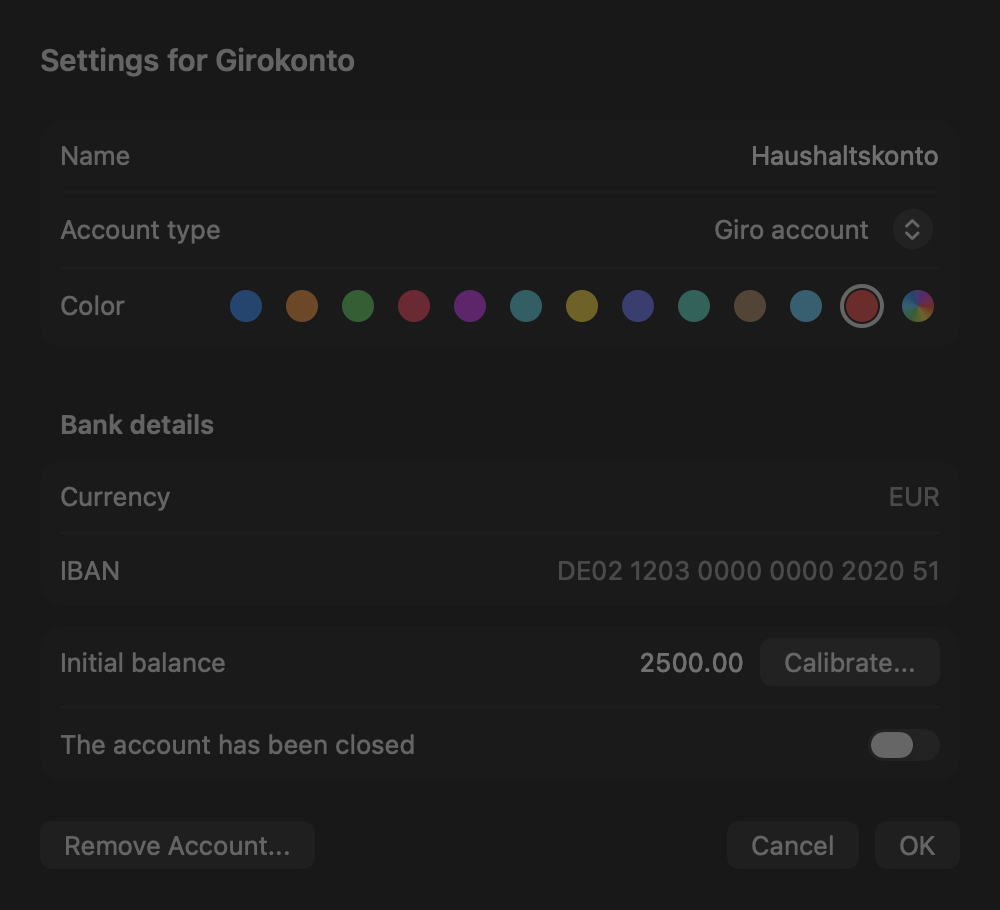 Settings for Girokonto
Name Haushaltskonto
Account type Giro account
Color
Bank details
Currency EUR
IBAN DE02 1203 0000 0000 2020 51
Initial balance 2500.00 Calibrate...
The account has been closed
Remove Account... Cancel OK